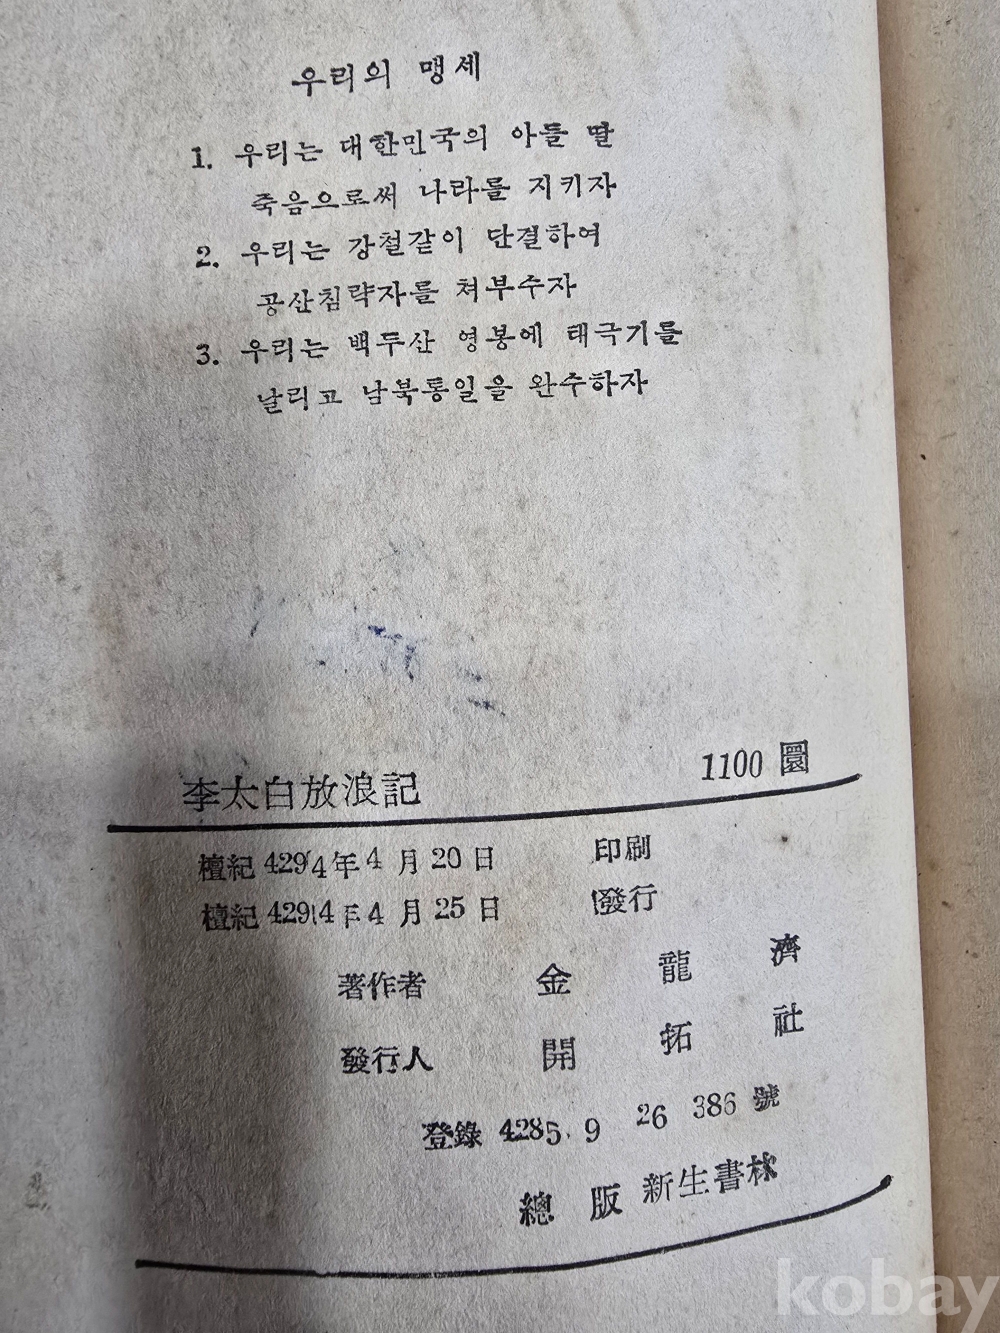 우리의 맹세
1. 우리는 대한민국의 아들 딸
죽음으로써 나라를 지키자
2. 우리는 강철같이 단결하여
공산침략자를 쳐부수자
3. 우리는 백두산 영봉에 태극기를
날리고 남북통일을 완수하자
李太白放浪記 1100 圜
檀紀 4294年 4月 20日 印刷
檀紀 4294年 4月 25日 發行
著作者 金龍濟
發行人 開拓社
登錄 4285. 9 26 386 號
總版 新生書林
kobay